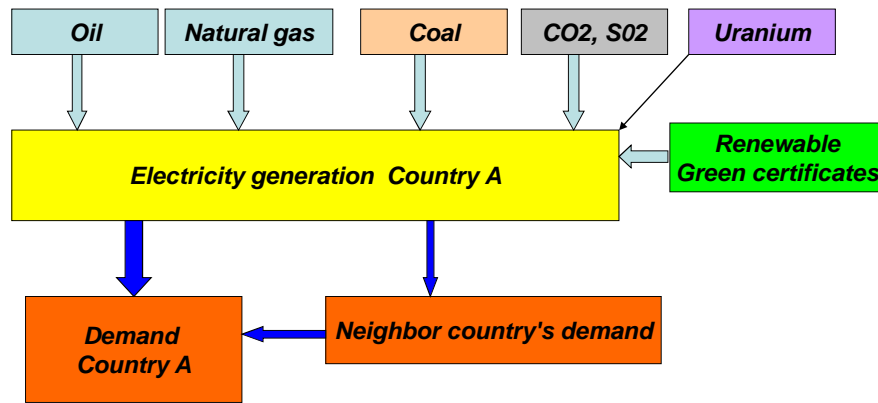 Oil
Natural gas
Coal
CO2, S02
Uranium
Electricity generation Country A
Renewable
Green certificates
Demand
Country A
Neighbor country's demand